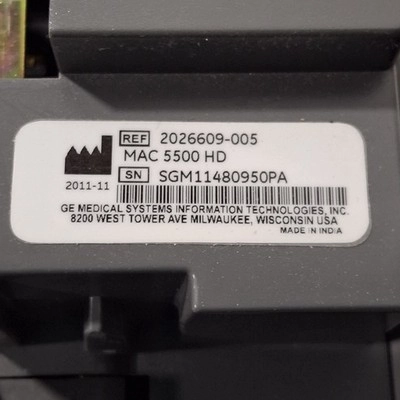 REF 2026609-005
MAC 5500 HD
2011-11
SN SGM11480950PA
GE MEDICAL SYSTEMS INFORMATION TECHNOLOGIES, INC.
8200 WEST TOWER AVE MILWAUKEE, WISCONSIN USA
MADE IN INDIA